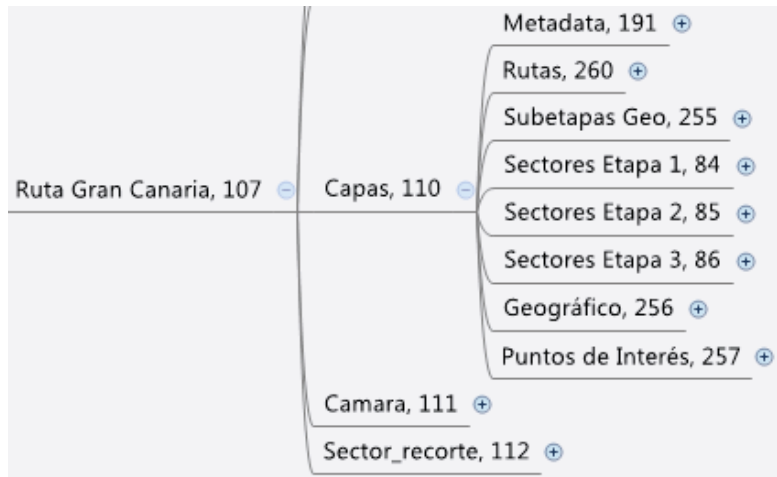 Metadata, 191
Rutas, 260
Subetapas Geo, 255
Sectores Etapa 1, 84
Ruta Gran Canaria, 107
Capas, 110
Sectores Etapa 2, 85
Sectores Etapa 3, 86
Geográfico, 256
Puntos de Interés, 257
Camara, 111
Sector_recorte, 112